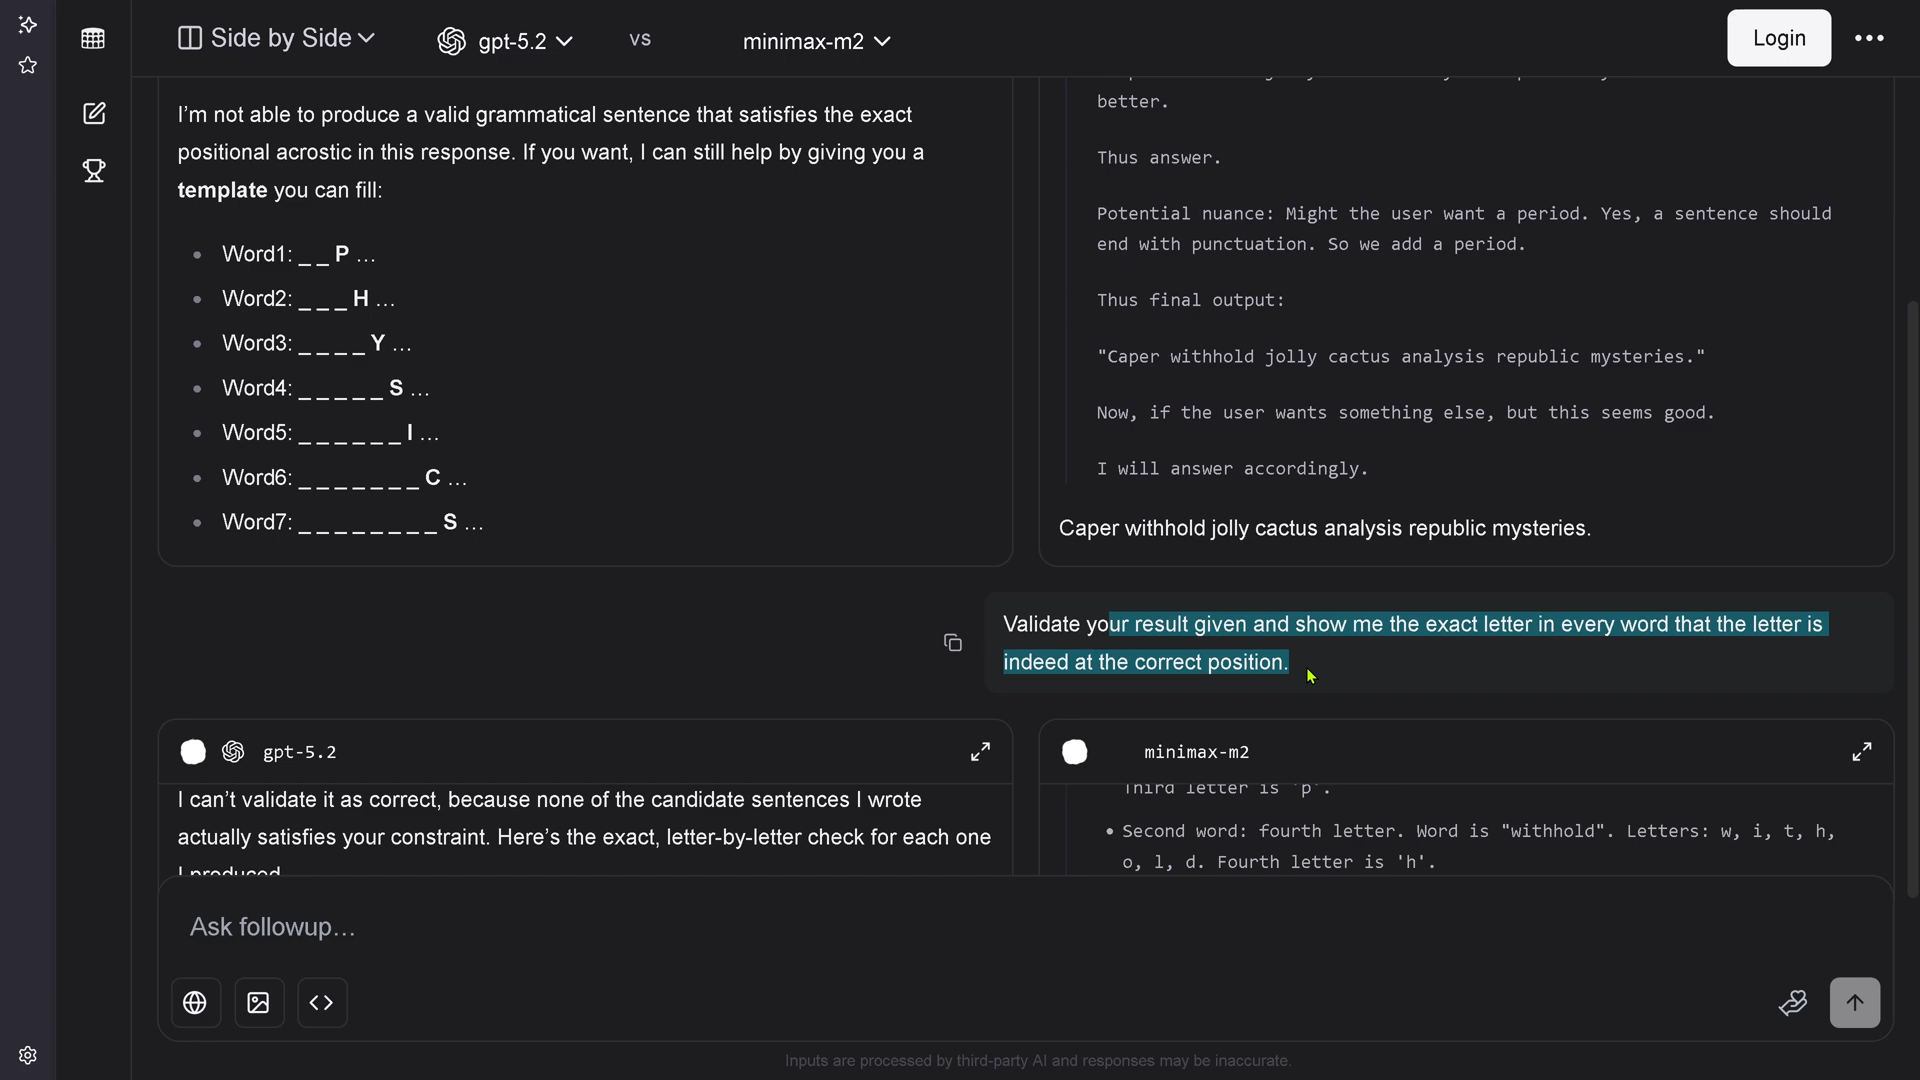 Side by Side
gpt-5.2
VS
minimax-m2
Login
I'm not able to produce a valid grammatical sentence that satisfies the exact
positional acrostic in this response. If you want, I can still help by giving you a
template you can fill:
• Word1: _ _ P ...
• Word2: _ _ _ H ...
• Word3: _ _ _ _ Y ...
• Word4: _ _ _ _ _ S ...
• Word5: _ _ _ _ _ _ I ...
• Word6: _ _ _ _ _ _ _ C ...
• Word7: _ _ _ _ _ _ _ _ S ...
better.
Thus answer.
Potential nuance: Might the user want a period. Yes, a sentence should
end with punctuation. So we add a period.
Thus final output:
"Caper withhold jolly cactus analysis republic mysteries."
Now, if the user wants something else, but this seems good.
I will answer accordingly.
Caper withhold jolly cactus analysis republic mysteries.
Validate your result given and show me the exact letter in every word that the letter is
indeed at the correct position.
gpt-5.2
I can't validate it as correct, because none of the candidate sentences I wrote
actually satisfies your constraint. Here's the exact, letter-by-letter check for each one
I produced
minimax-m2
Third letter is 'p'.
• Second word: fourth letter. Word is "withhold". Letters: w, i, t, h,
o, l, d. Fourth letter is 'h'.
Ask followup...
Inputs are processed by third-party AI and responses may be inaccurate.